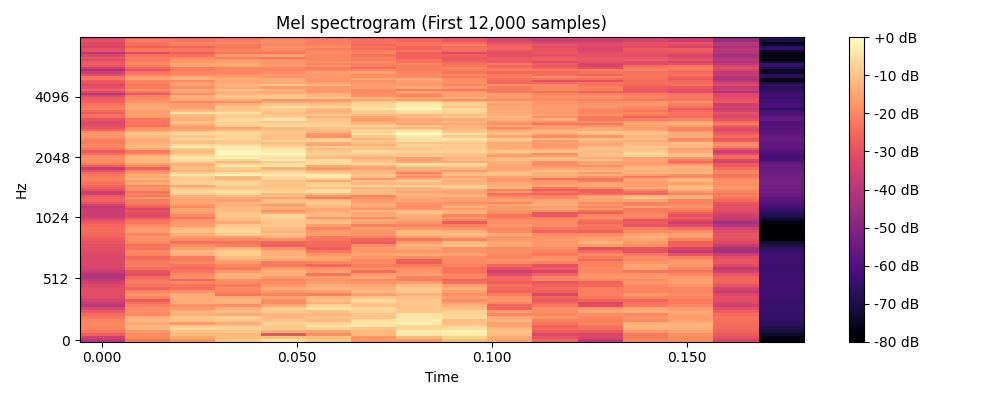 Mel spectrogram (First 12,000 samples)
Hz
4096
2048
1024
512
0
0.000 0.050 0.100 0.150
Time
+0 dB
-10 dB
-20 dB
-30 dB
-40 dB
-50 dB
-60 dB
-70 dB
-80 dB